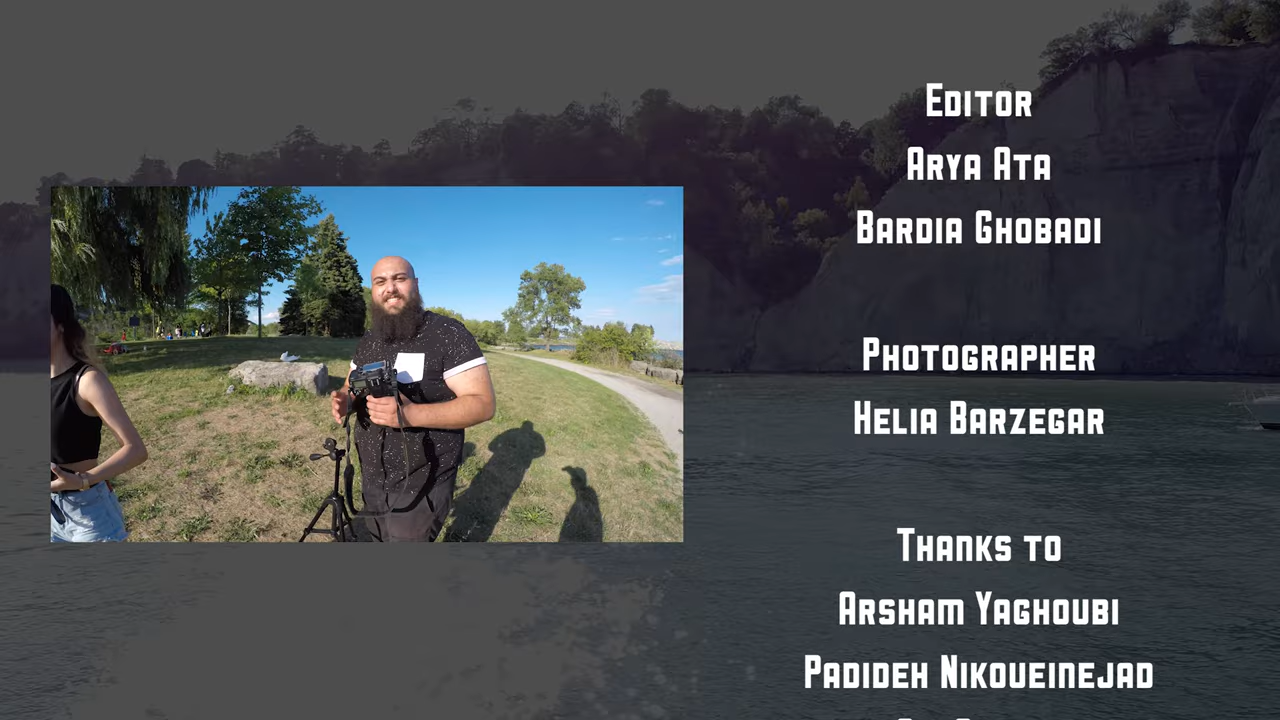 Editor
Arya Ata
Bardia Ghobadi
Photographer
Helia Barzegar
Thanks to
Arsham Yaghoubi
Padideh Nikoueinejad